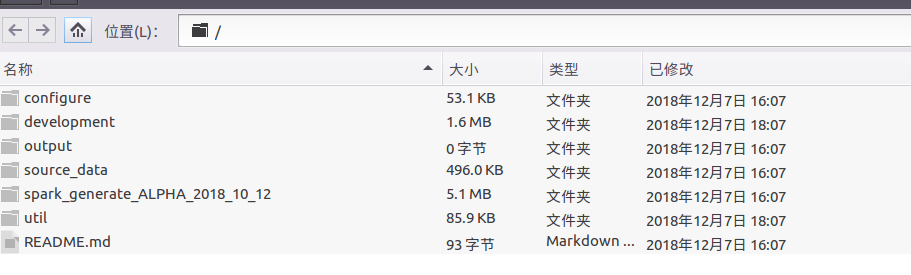 位置(L)： /
名称 大小 类型 已修改
configure 53.1 KB 文件夹 2018年12月7日 16:07
development 1.6 MB 文件夹 2018年12月7日 18:07
output 0 字节 文件夹 2018年12月7日 16:07
source_data 496.0 KB 文件夹 2018年12月7日 16:07
spark_generate_ALPHA_2018_10_12 5.1 MB 文件夹 2018年12月7日 16:07
util 85.9 KB 文件夹 2018年12月7日 18:07
README.md 93 字节 Markdown ... 2018年12月7日 16:07